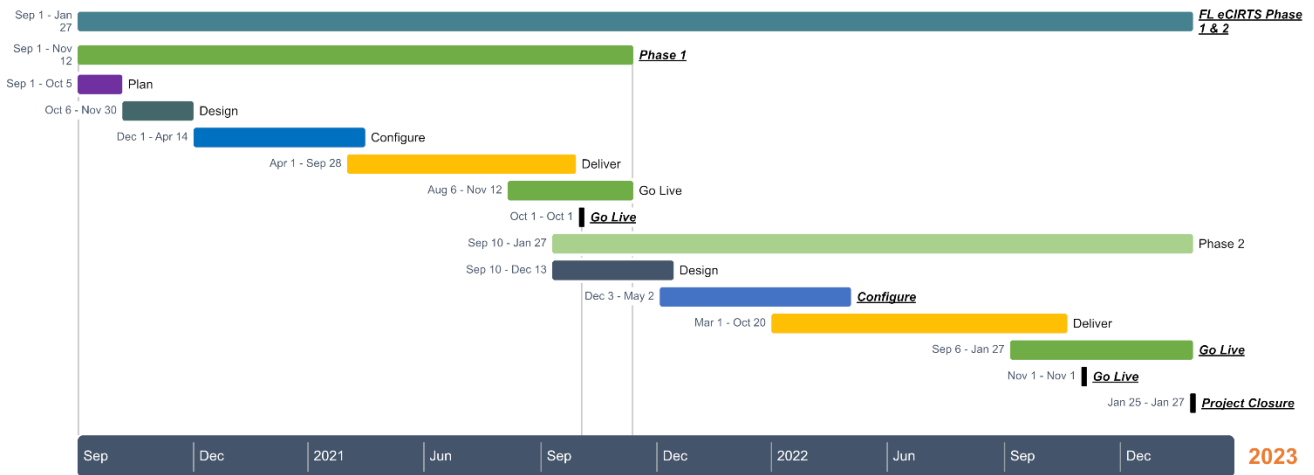 Sep 1 - Jan
27
FL eCIRTS Phase
1 & 2
Sep 1 - Nov
12
Phase 1
Sep 1 - Oct 5
Plan
Oct 6 - Nov 30
Design
Dec 1 - Apr 14
Configure
Apr 1 - Sep 28
Deliver
Aug 6 - Nov 12
Go Live
Oct 1 - Oct 1
Go Live
Sep 10 - Jan 27
Phase 2
Sep 10 - Dec 13
Design
Dec 3 - May 2
Configure
Mar 1 - Oct 20
Deliver
Sep 6 - Jan 27
Go Live
Nov 1 - Nov 1
Go Live
Jan 25 - Jan 27
Project Closure
Sep
Dec
2021
Jun
Sep
Dec
2022
Jun
Sep
Dec
2023